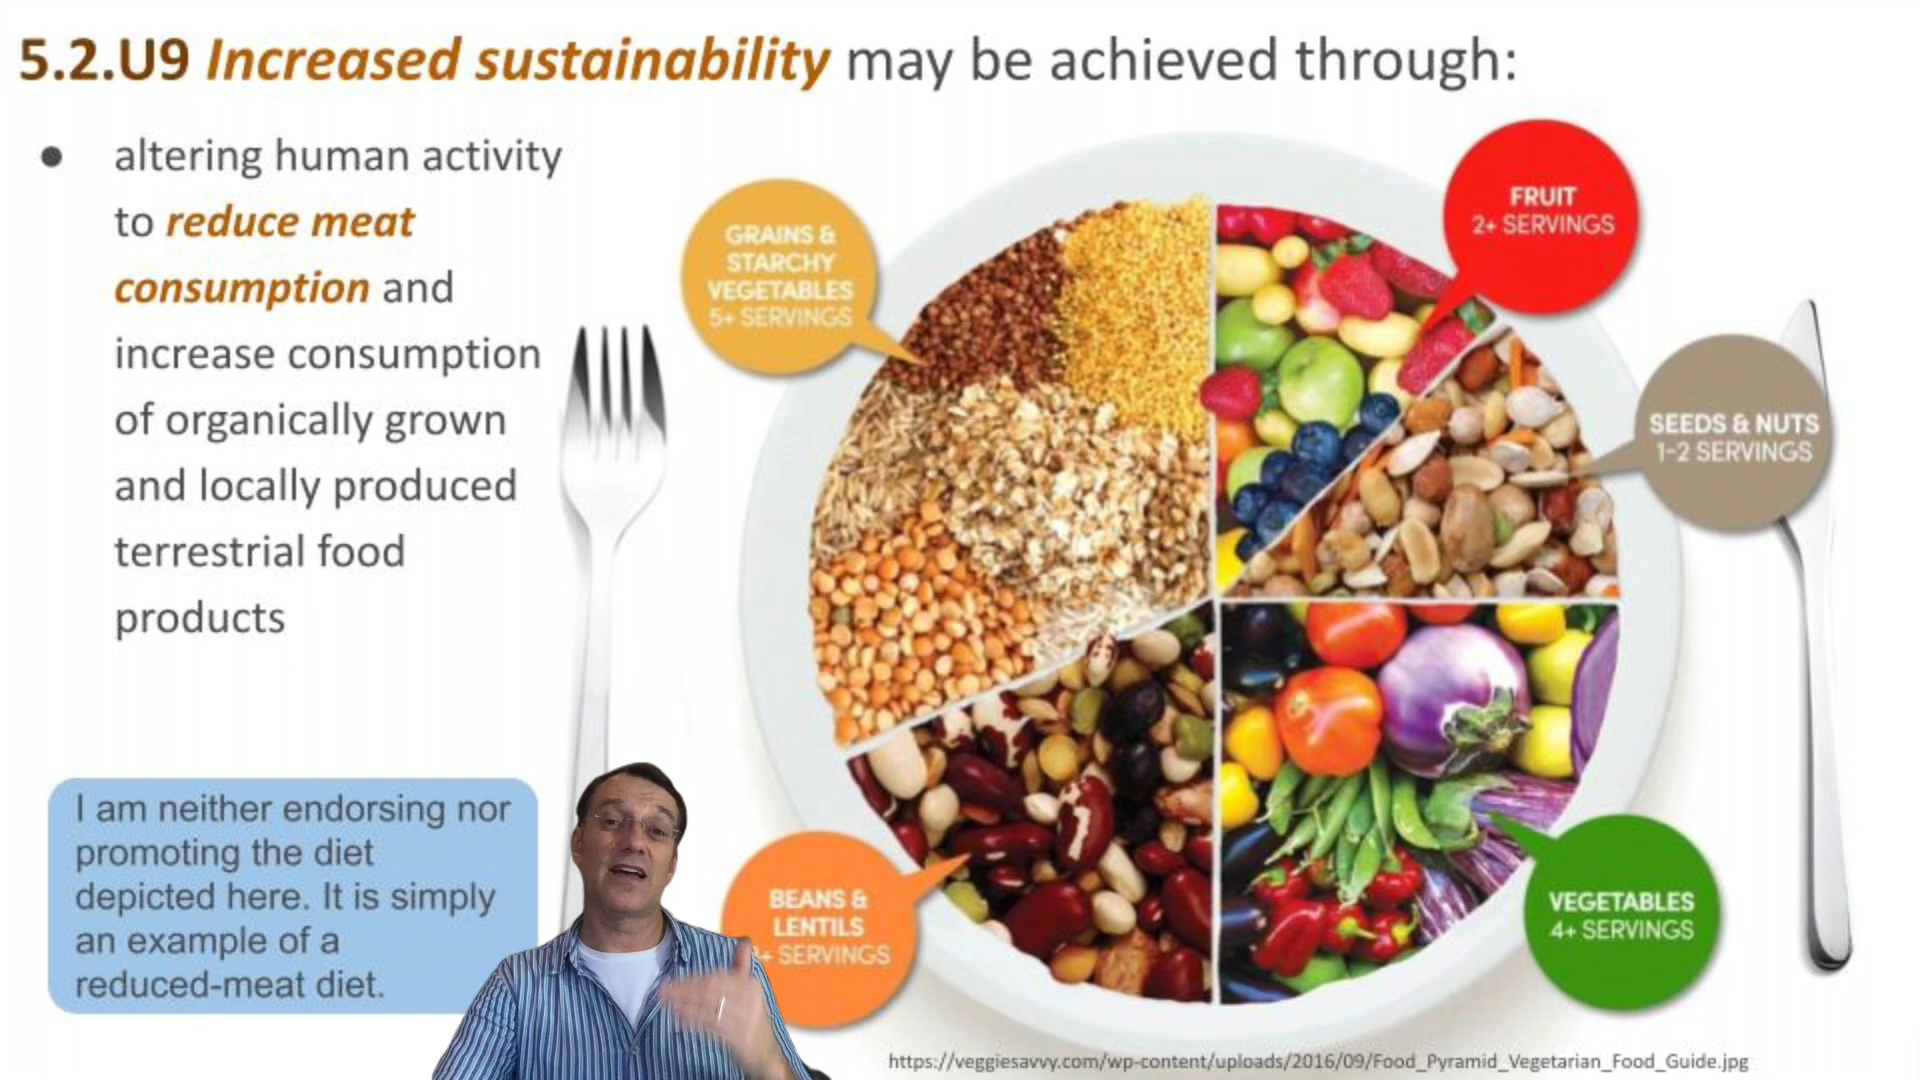 5.2.U9 Increased sustainability may be achieved through:
● altering human activity
to reduce meat
consumption and
increase consumption
of organically grown
and locally produced
terrestrial food
products
I am neither endorsing nor
promoting the diet
depicted here. It is simply
an example of a
reduced-meat diet.
GRAINS &
STARCHY
VEGETABLES
5+ SERVINGS
FRUIT
2+ SERVINGS
SEEDS & NUTS
1-2 SERVINGS
BEANS &
LENTILS
+ SERVINGS
VEGETABLES
4+ SERVINGS
https://veggiesavvy.com/wp-content/uploads/2016/09/Food_Pyramid_Vegetarian_Food_Guide.jpg